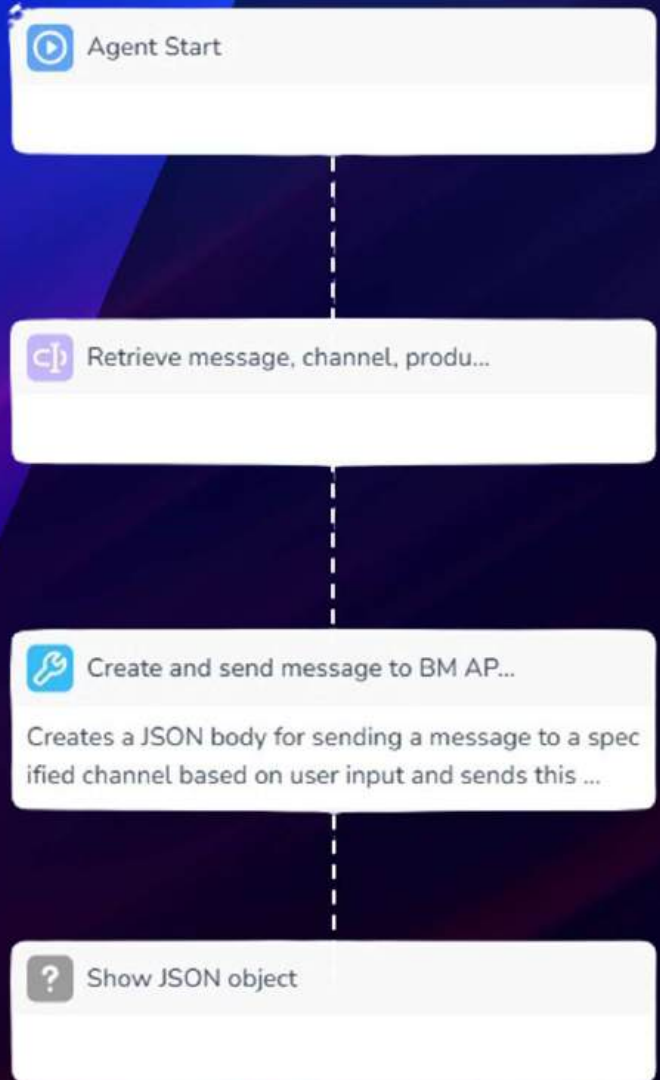 Agent Start
Retrieve message, channel, produ...
Create and send message to BM AP...
Creates a JSON body for sending a message to a spec
ified channel based on user input and sends this ...
Show JSON object